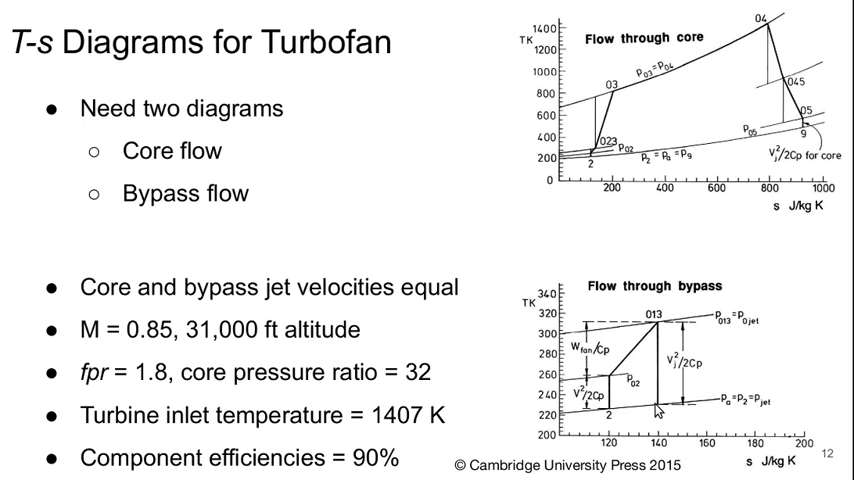 T-s Diagrams for Turbofan
● Need two diagrams
○ Core flow
○ Bypass flow
● Core and bypass jet velocities equal
● M = 0.85, 31,000 ft altitude
● fpr = 1.8, core pressure ratio = 32
● Turbine inlet temperature = 1407 K
● Component efficiencies = 90%
Flow through core
TK
1400
1200
1000
800
600
400
200
0
04
03
P03=P04
045
05
023
P02
P05
2
P2 = Pa = P9
9
Vj²/2Cp for core
200 400 600 800 1000
s J/kg K
Flow through bypass
TK
340
320
300
280
260
240
220
200
013
P013=P0jet
Wfan/Cp
Vj²/2Cp
P02
V²/2Cp
Pa=P2=Pjet
2
120 140 160 180 200
s J/kg K
12
© Cambridge University Press 2015